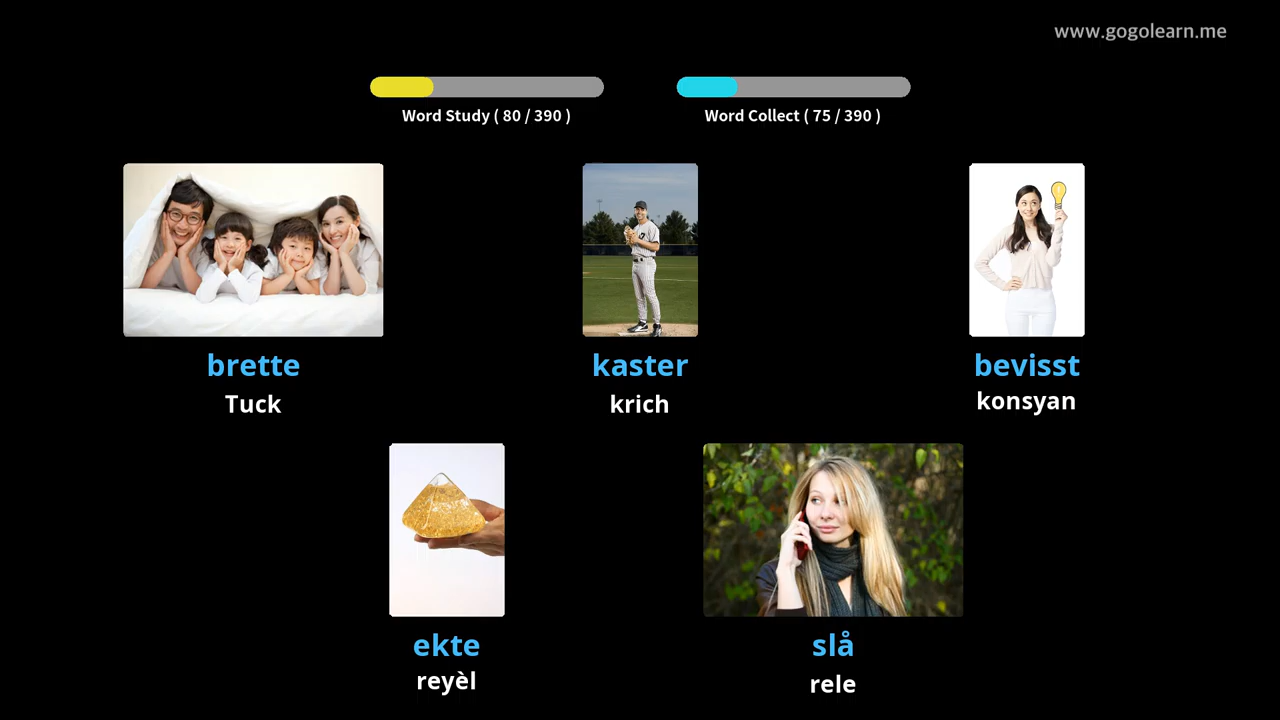 www.gogolearn.me
Word Study ( 80 / 390 )
Word Collect ( 75 / 390 )
brette
Tuck
kaster
krich
bevisst
konsyan
ekte
reyèl
slå
rele